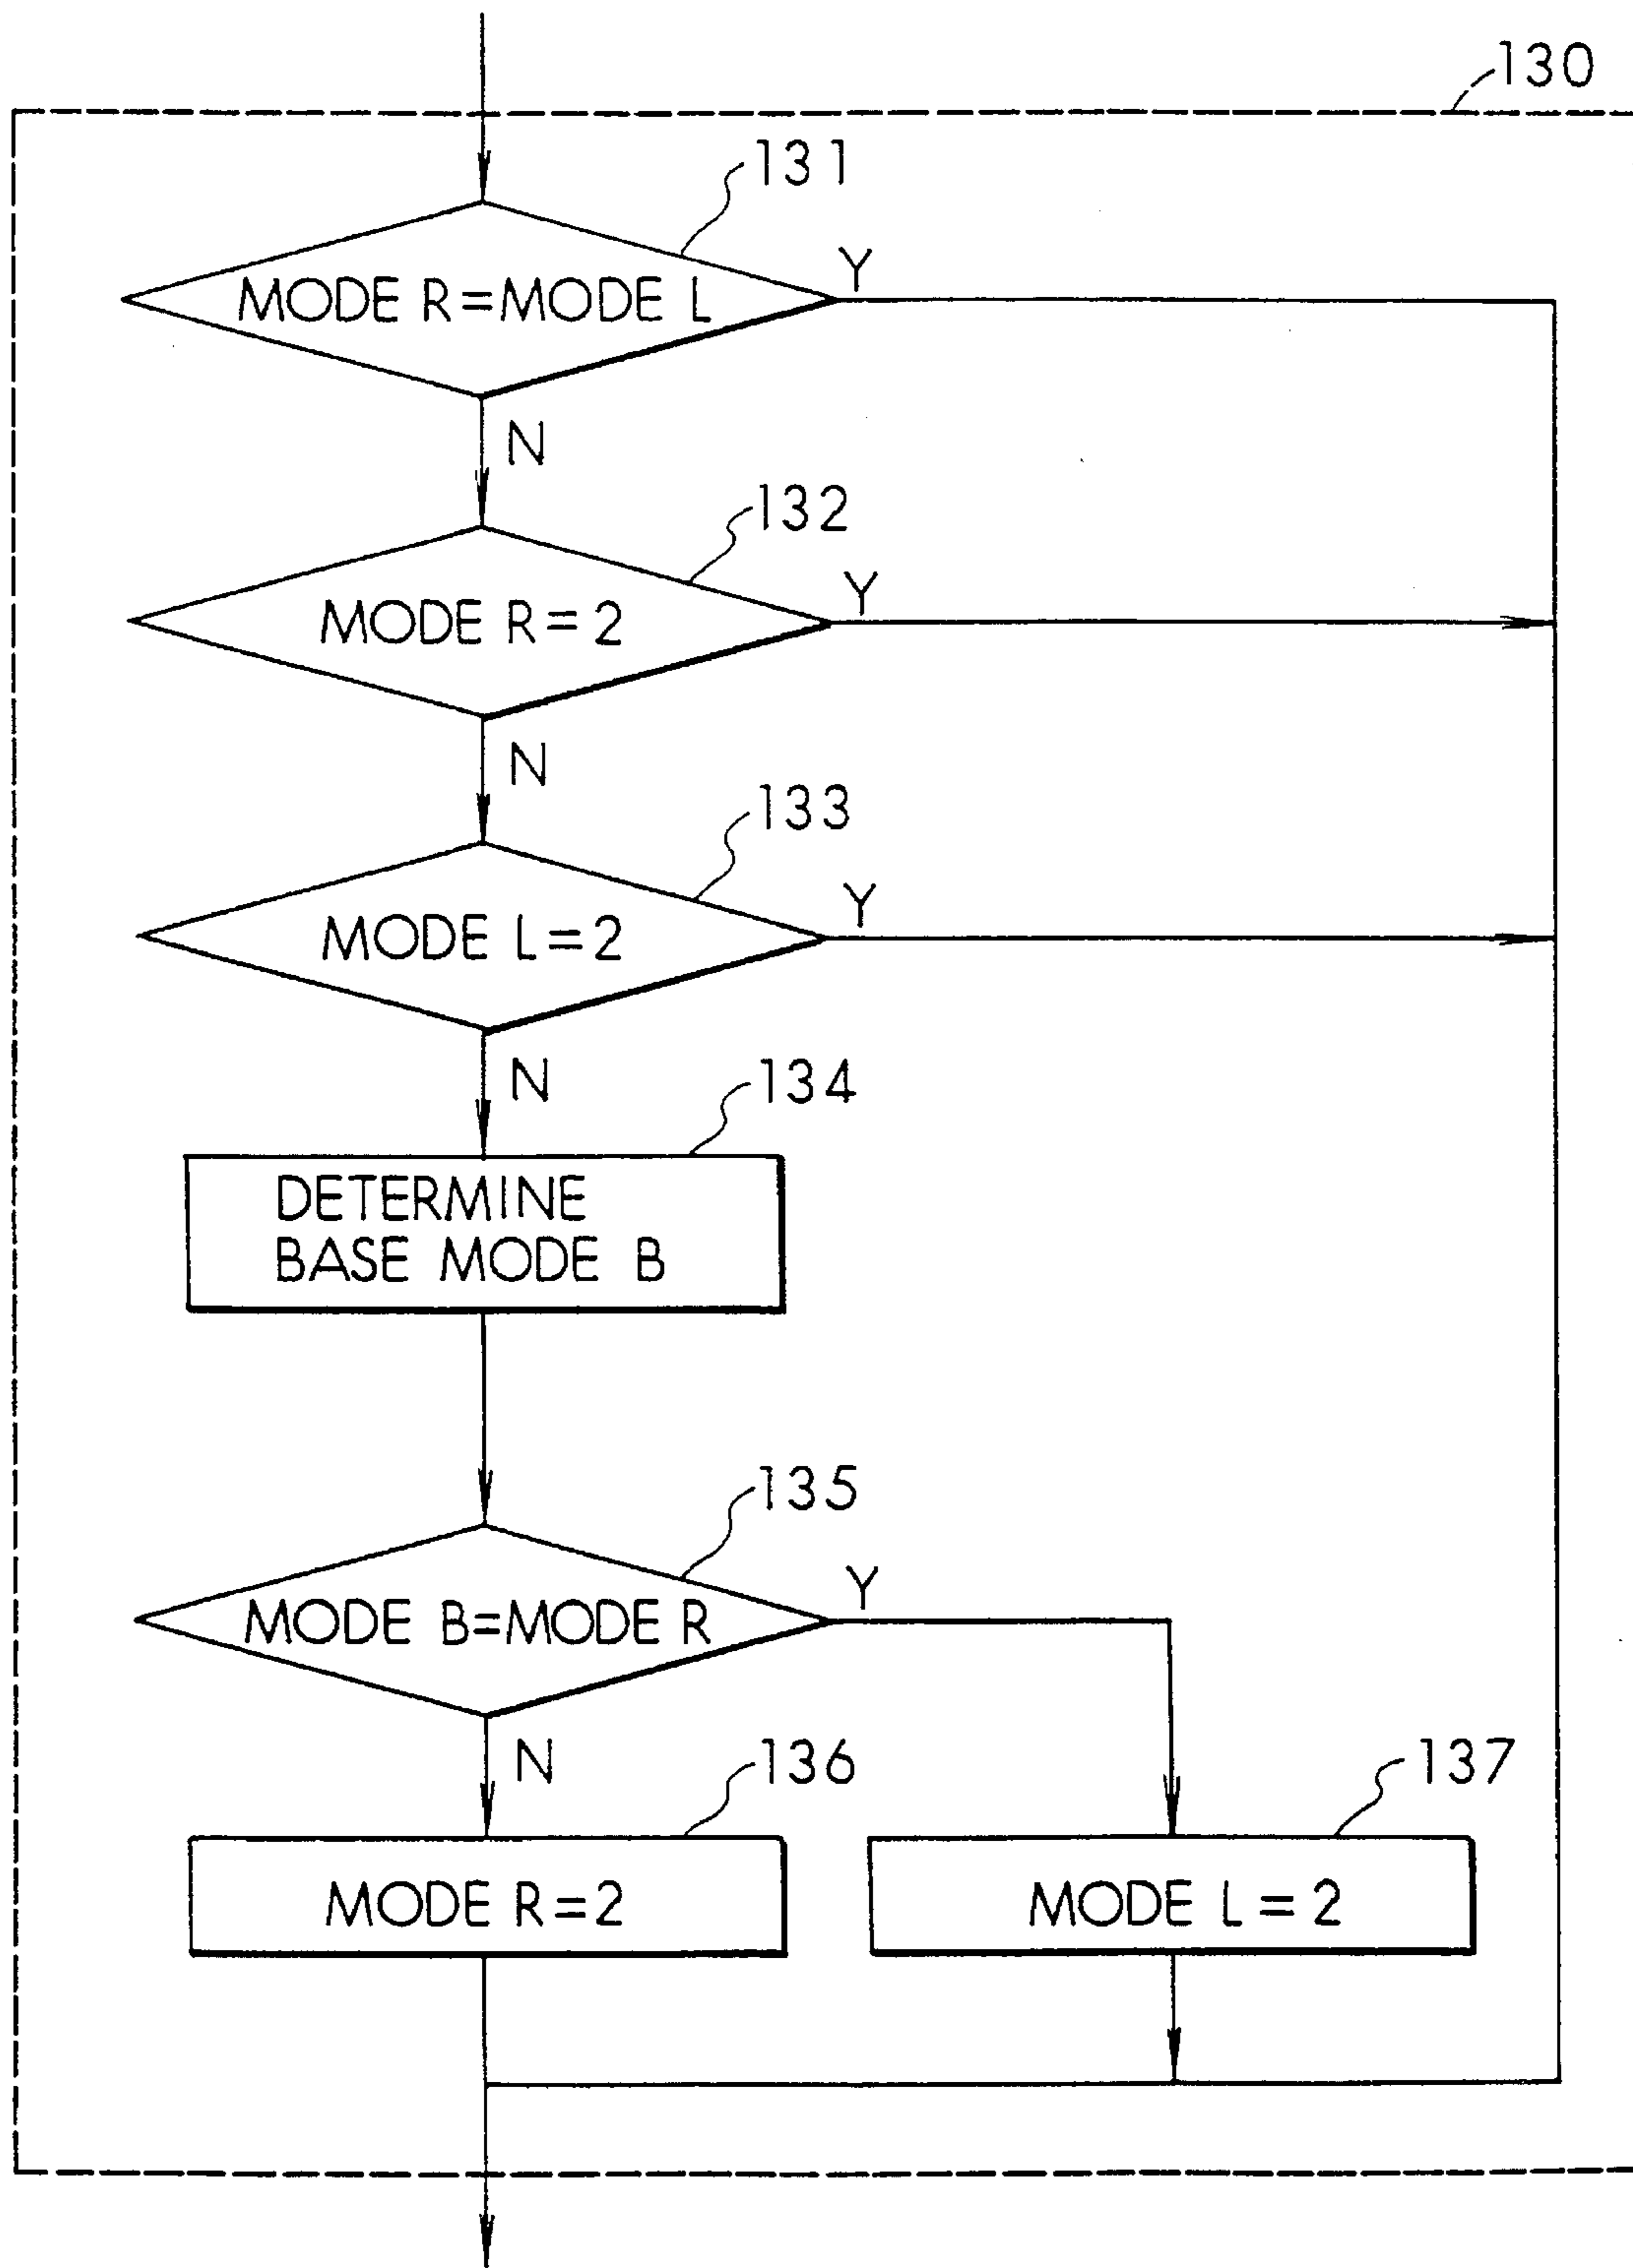 130
131
MODE R=MODE L
Y
N
132
MODE R=2
Y
N
133
MODE L=2
Y
N
134
DETERMINE
BASE MODE B
135
MODE B=MODE R
Y
N
136
137
MODE R=2
MODE L=2